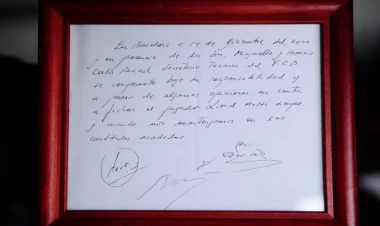 En Barcelona a 14 de Diciembre del 2000
y en presencia de los Srs. Minguella y Horacio
Carles Rexach Secretario Técnico del F.C.B
se compromete bajo su responsabilidad y
a pesar de algunas opiniones en contra
a fichar al jugador Lionel Messi siempre
y cuando nos mantengamos en las
cantidades acordadas